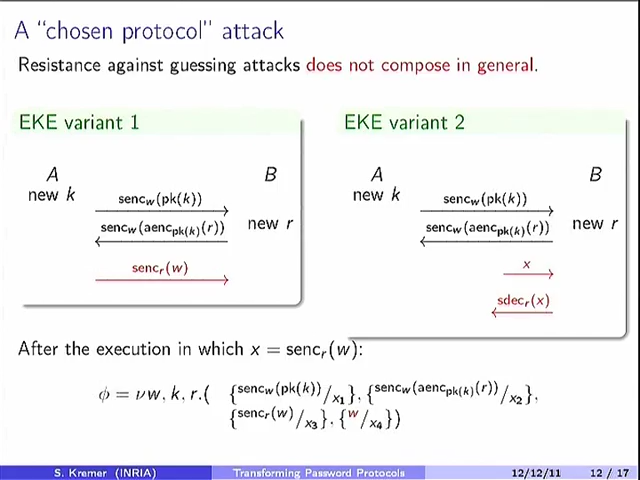 A “chosen protocol” attack
Resistance against guessing attacks does not compose in general.
EKE variant 1
A
B
new k
senc_w(pk(k))
senc_w(aenc_pk(k)(r))
new r
senc_r(w)
EKE variant 2
A
B
new k
senc_w(pk(k))
senc_w(aenc_pk(k)(r))
new r
x
sdec_r(x)
After the execution in which x = senc_r(w):
ϕ = νw, k, r.( {senc_w(pk(k))/x_1}, {senc_w(aenc_pk(k)(r))/x_2},
{senc_r(w)/x_3}, {w/x_4})
S. Kremer (INRIA) Transforming Password Protocols 12/12/11 12 / 17